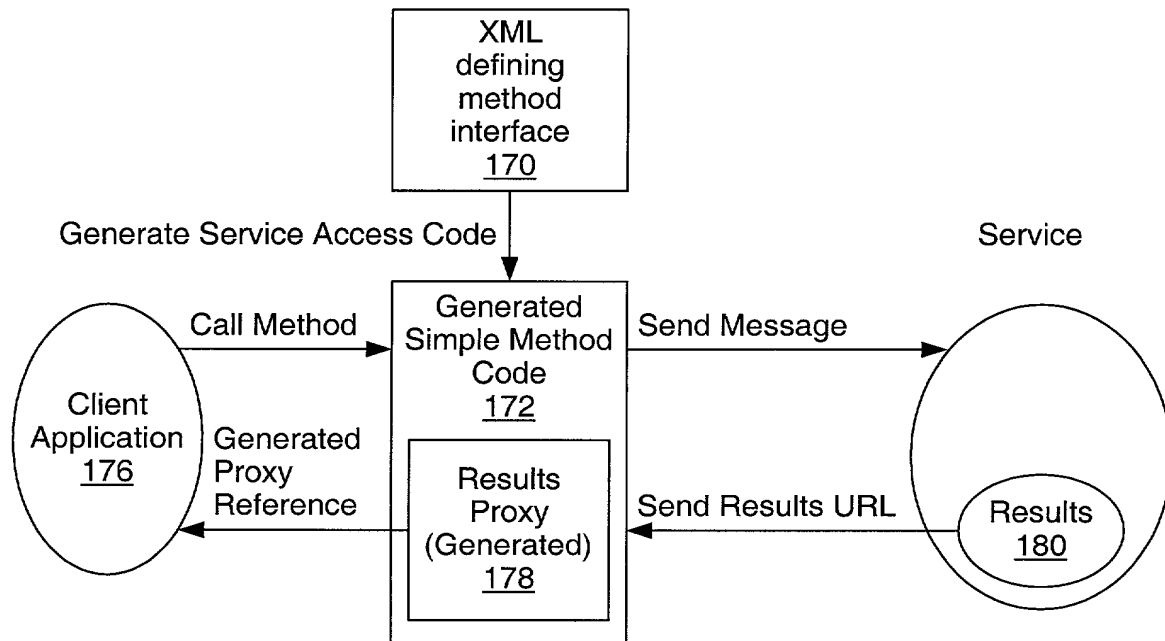 XML
defining
method
interface
170
Generate Service Access Code
Service
Call Method
Generated
Simple Method
Code
172
Send Message
Client
Application
176
Generated
Proxy
Reference
Results
Proxy
(Generated)
178
Send Results URL
Results
180